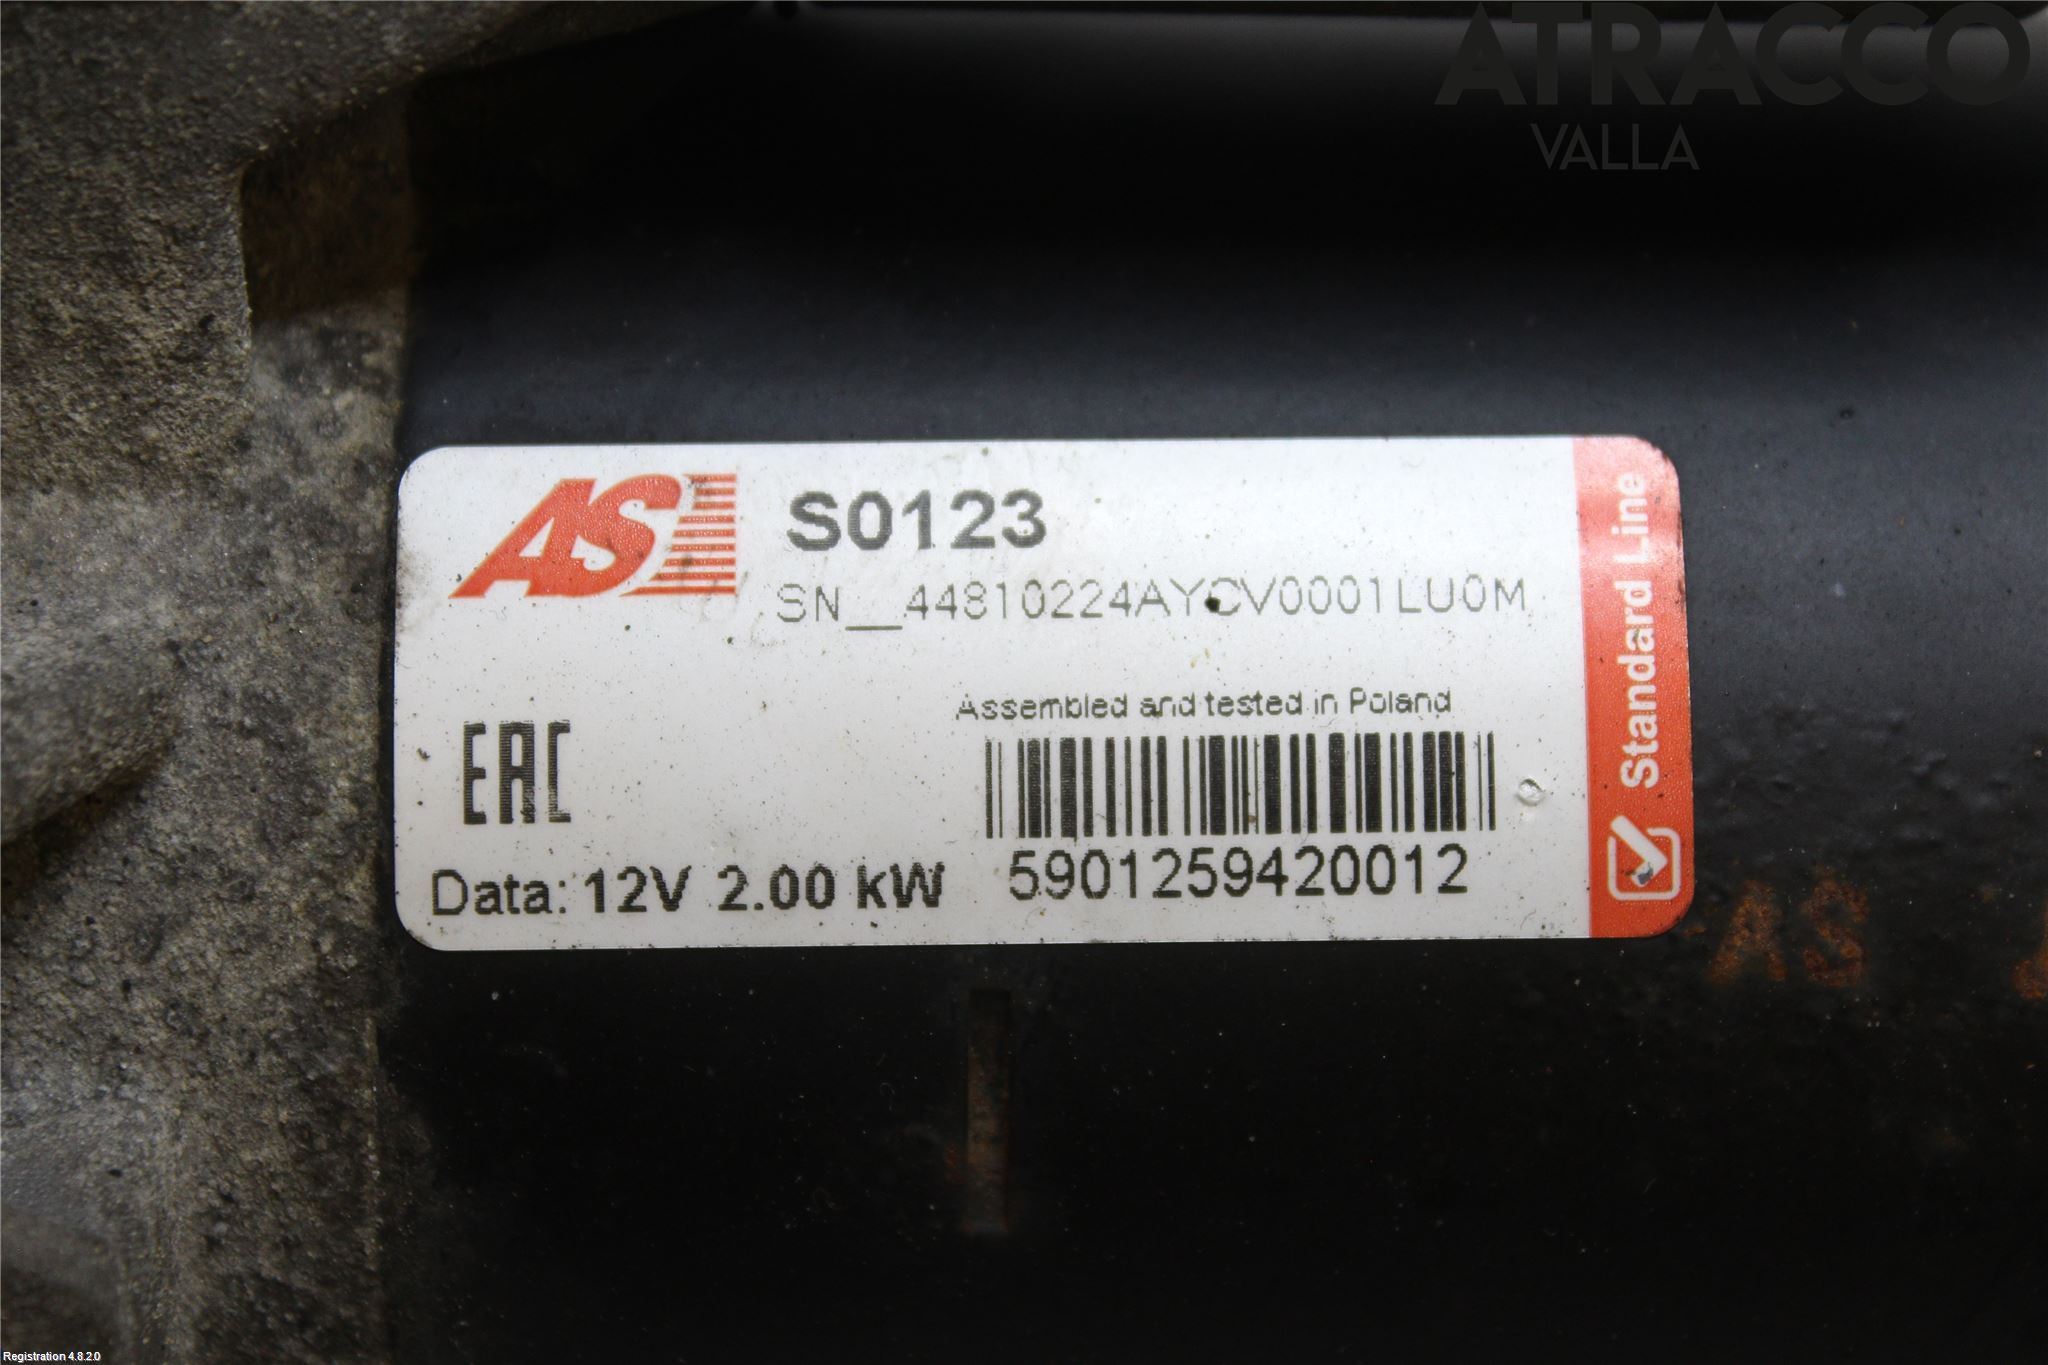 ATRACCO
VALLA
AS
S0123
SN__44810224AYCV0001LU0M
Assembled and tested in Poland
EAC
Data: 12V 2.00 kW
5901259420012
Standard Line
AS
Registration 4.8.2.0